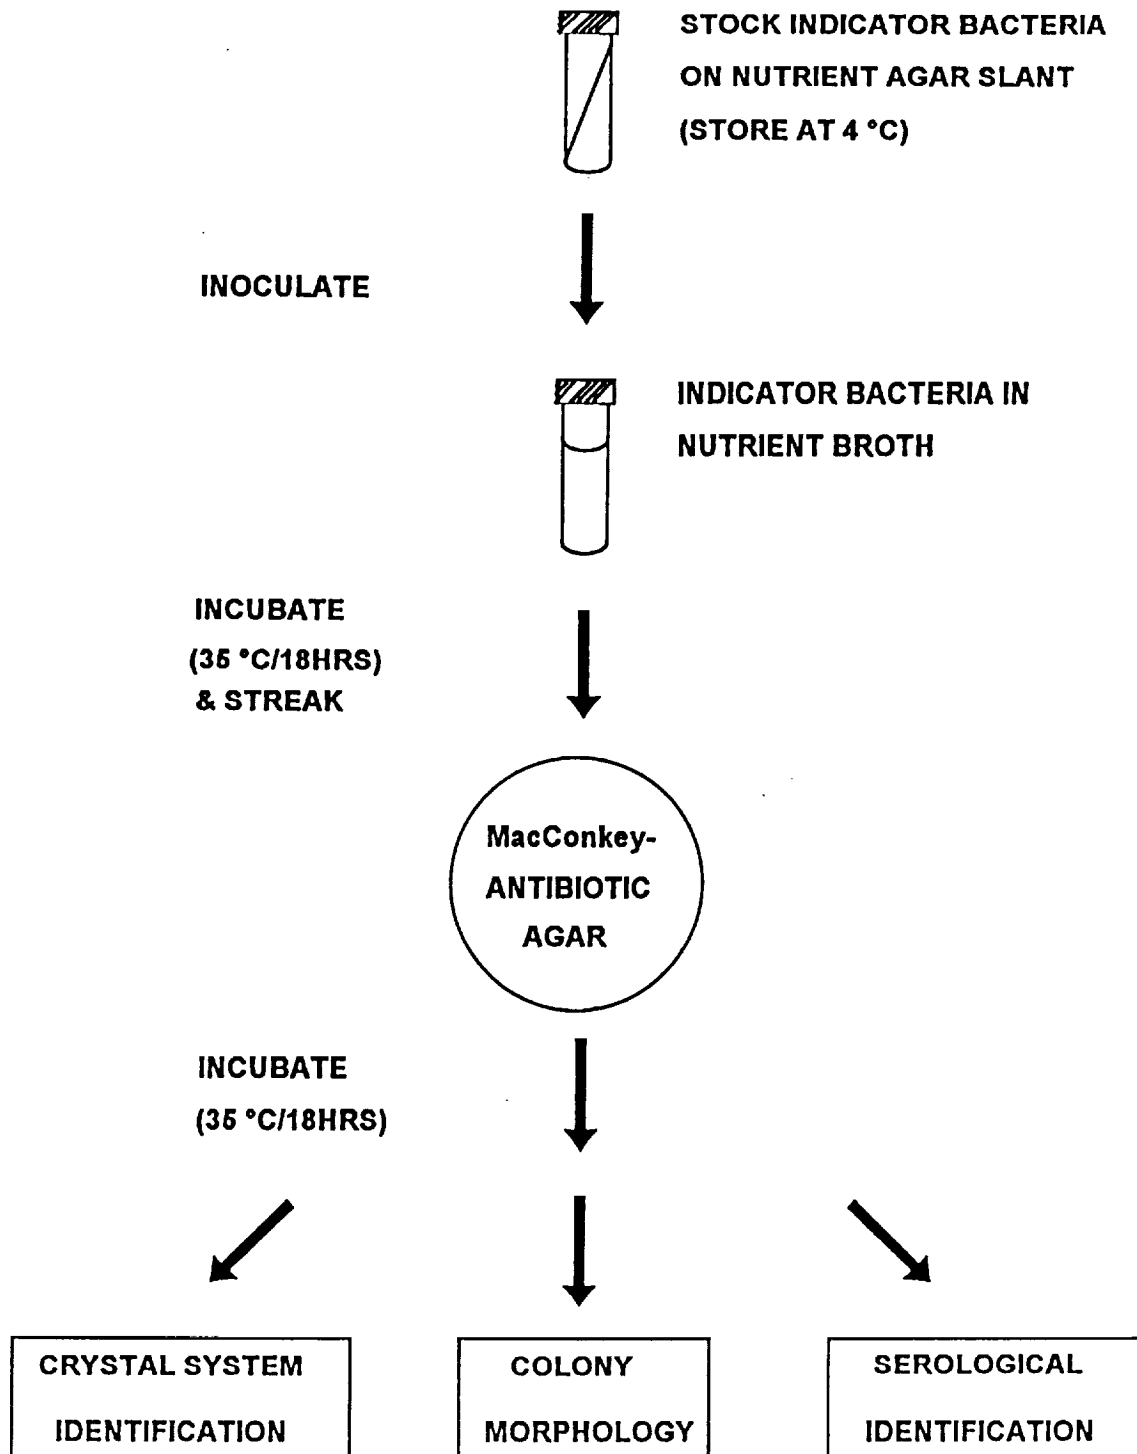 STOCK INDICATOR BACTERIA
ON NUTRIENT AGAR SLANT
(STORE AT 4 °C)
INOCULATE
INDICATOR BACTERIA IN
NUTRIENT BROTH
INCUBATE
(35 °C/18HRS)
& STREAK
MacConkey-
ANTIBIOTIC
AGAR
INCUBATE
(35 °C/18HRS)
CRYSTAL SYSTEM
IDENTIFICATION
COLONY
MORPHOLOGY
SEROLOGICAL
IDENTIFICATION